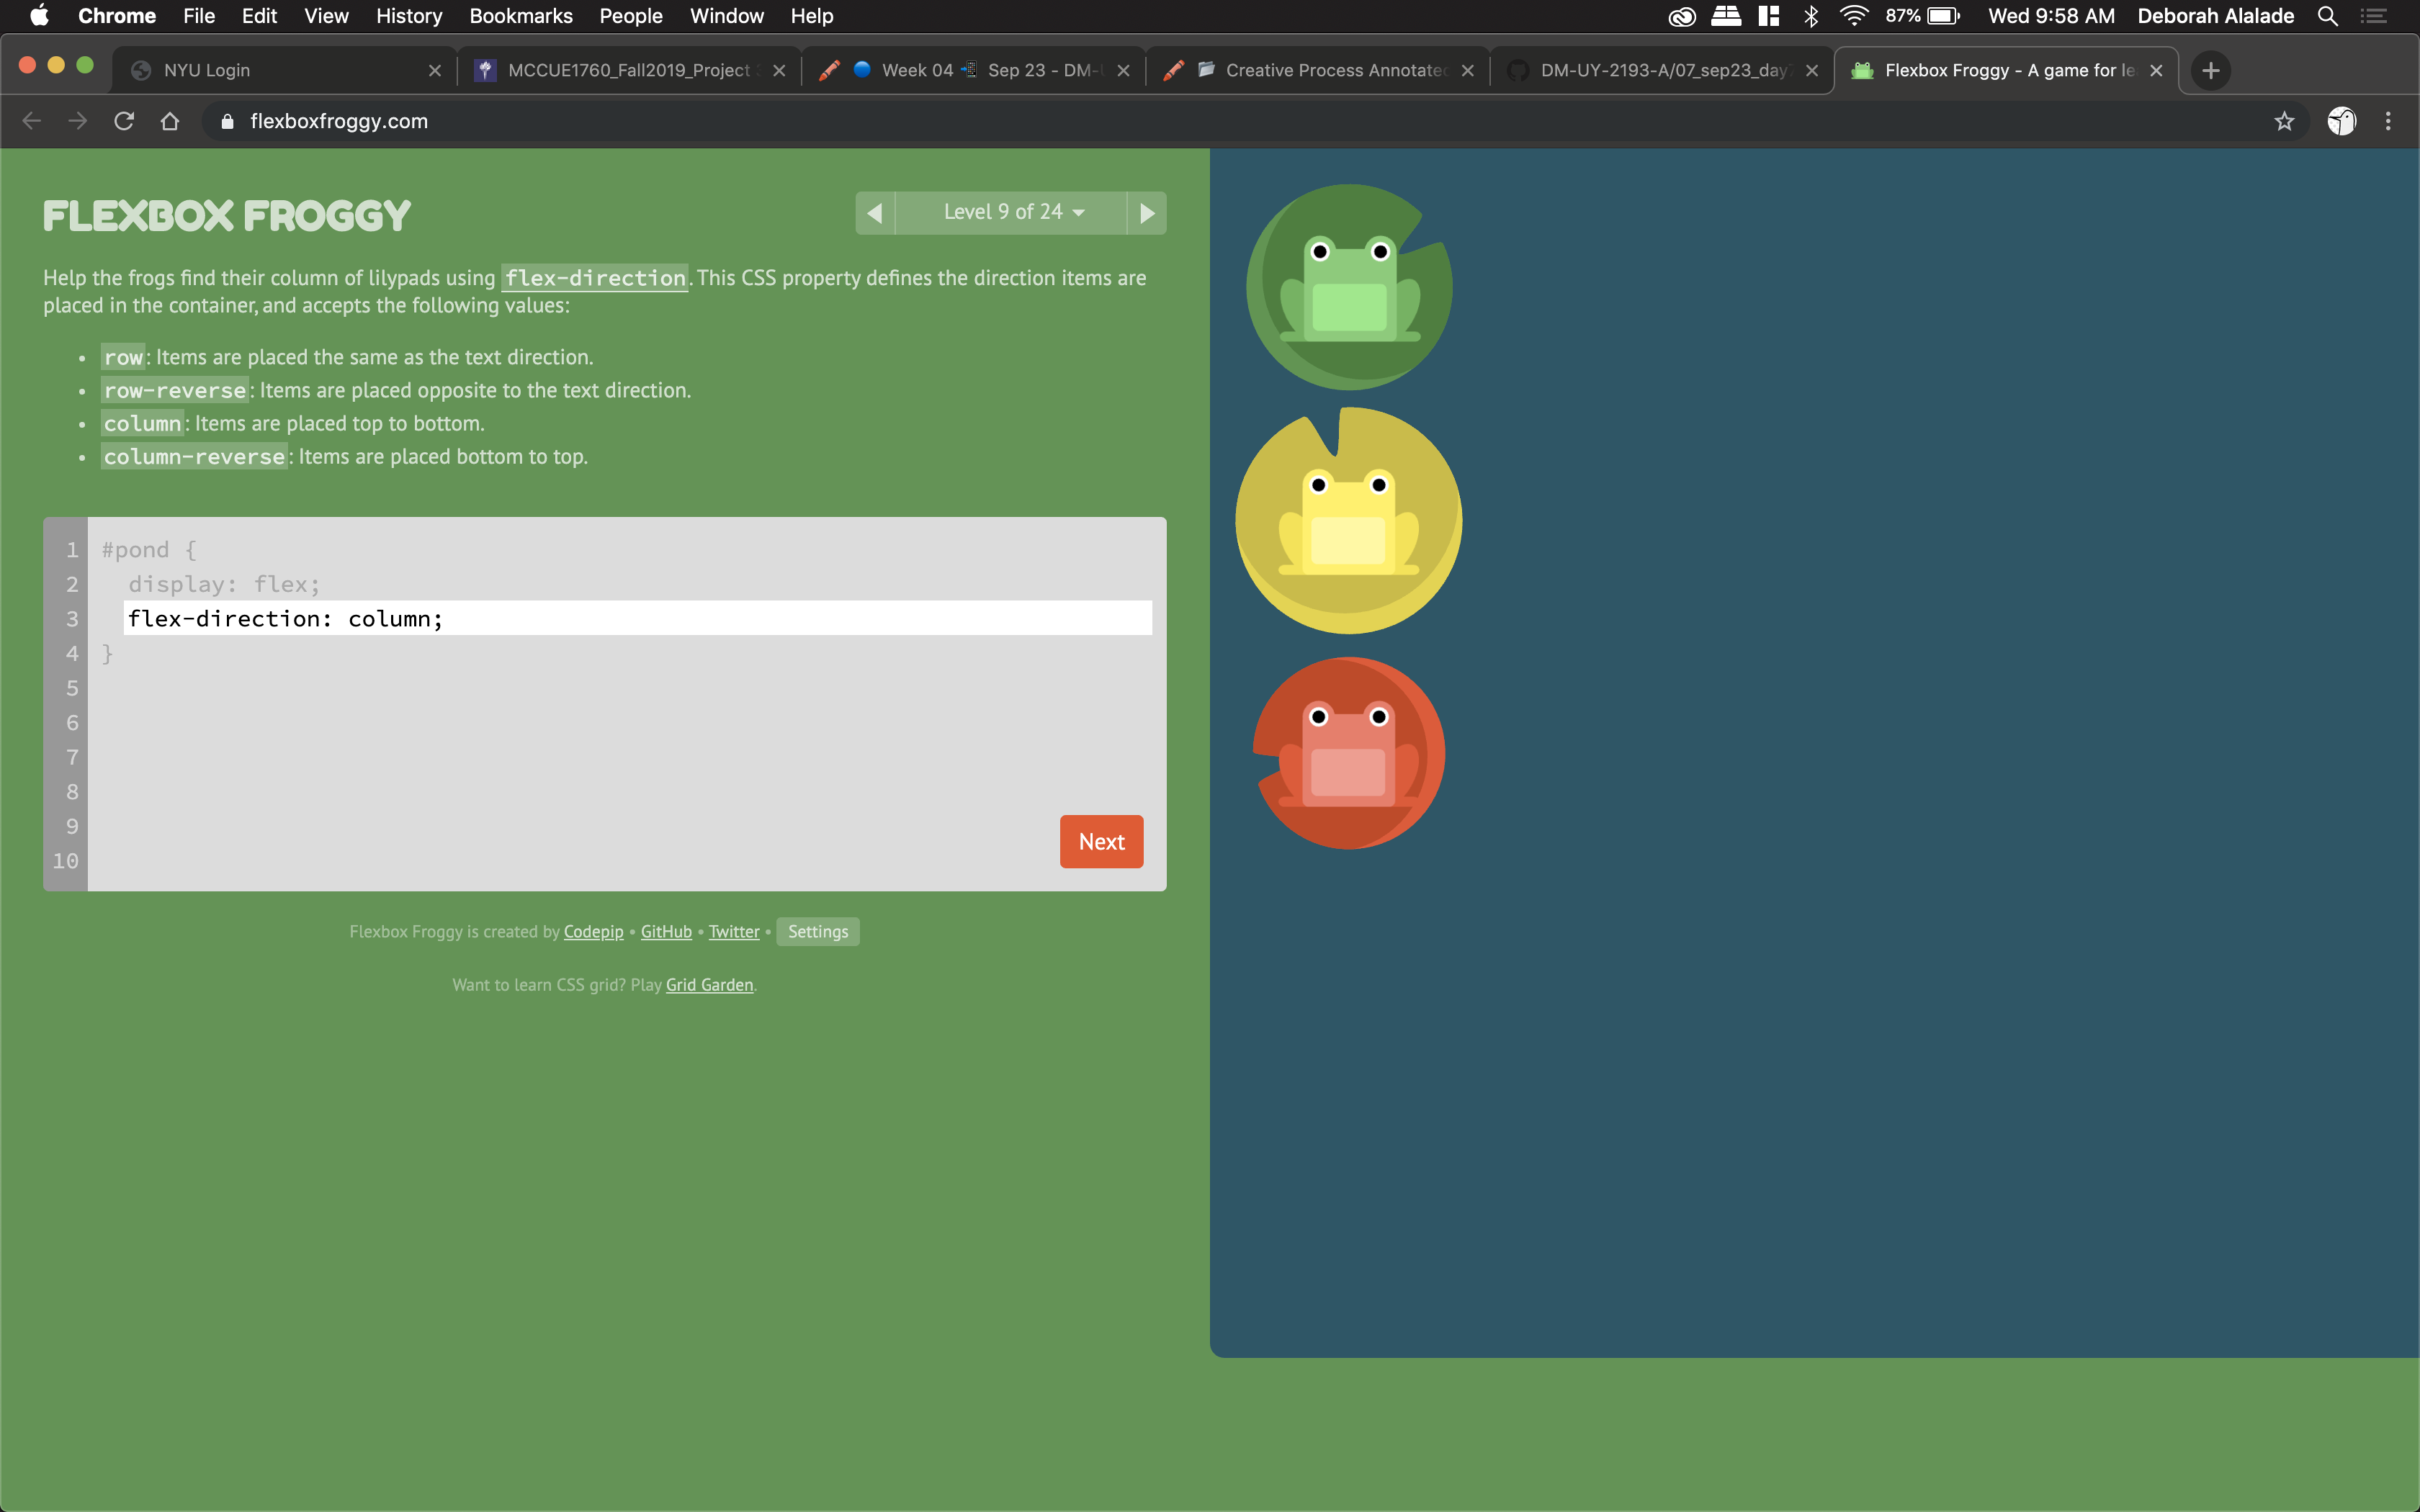 Chrome File Edit View History Bookmarks People Window Help 87% Wed 9:58 AM Deborah Alalade
NYU Login MCCUE1760_Fall2019_Project Week 04 Sep 23 - DM- Creative Process Annotated DM-UY-2193-A/07_sep23_day Flexbox Froggy - A game for le
flexboxfroggy.com
FLEXBOX FROGGY
Level 9 of 24
Help the frogs find their column of lilypads using flex-direction. This CSS property defines the direction items are
placed in the container, and accepts the following values:
• row: Items are placed the same as the text direction.
• row-reverse: Items are placed opposite to the text direction.
• column: Items are placed top to bottom.
• column-reverse: Items are placed bottom to top.
1 #pond {
2 display: flex;
3 flex-direction: column;
4 }
5
6
7
8
9
10
Next
Flexbox Froggy is created by Codepip • GitHub • Twitter • Settings
Want to learn CSS grid? Play Grid Garden.